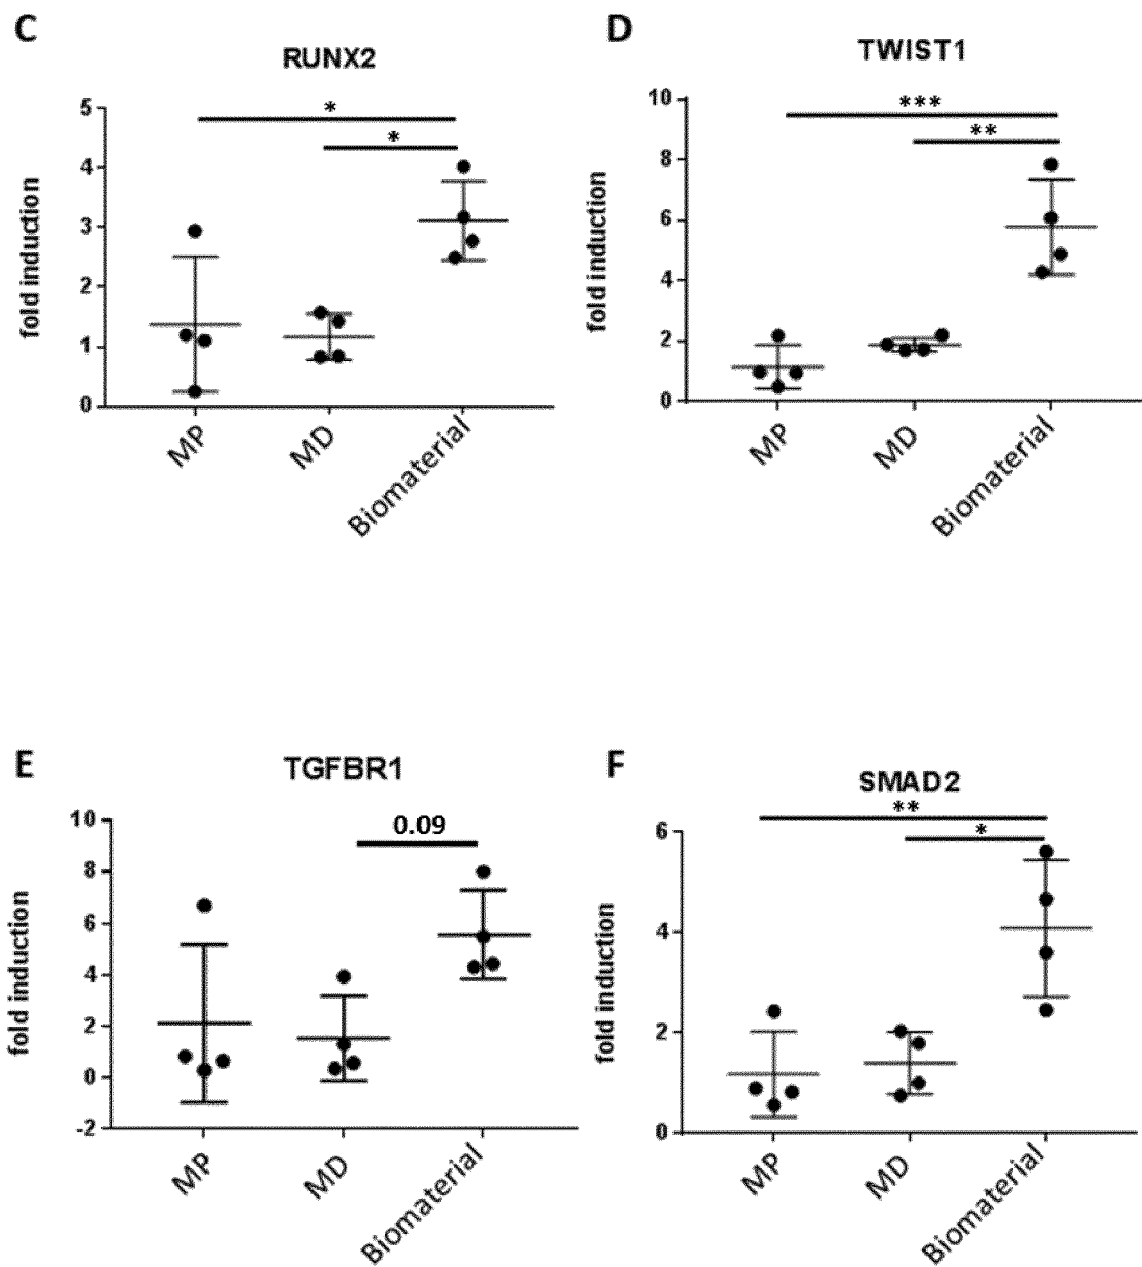 C
RUNX2
fold induction
5
4
3
2
1
0
*
*
MP
MD
Biomaterial
D
TWIST1
fold induction
10
8
6
4
2
0
***
**
MP
MD
Biomaterial
E
TGFBR1
fold induction
10
8
6
4
2
0
-2
0.09
MP
MD
Biomaterial
F
SMAD2
fold induction
6
4
2
0
**
*
MP
MD
Biomaterial